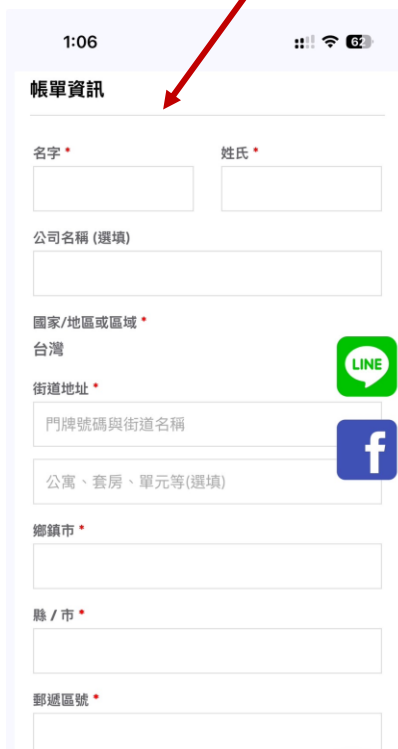 1:06
62
帳單資訊
名字 *
姓氏 *
公司名稱 (選填)
國家/地區或區域 *
台灣
LINE
街道地址 *
門牌號碼與街道名稱
f
公寓、套房、單元等(選填)
鄉鎮市 *
縣 / 市 *
郵遞區號 *